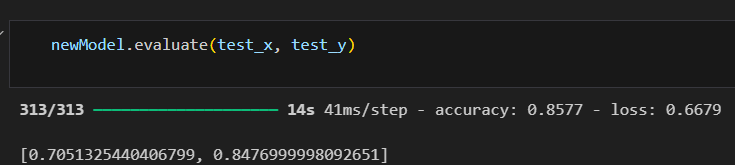 newModel.evaluate(test_x, test_y)
313/313 ━━━━━━━━━━━━━━━━━━━━ 14s 41ms/step - accuracy: 0.8577 - loss: 0.6679
[0.7051325440406799, 0.8476999998092651]